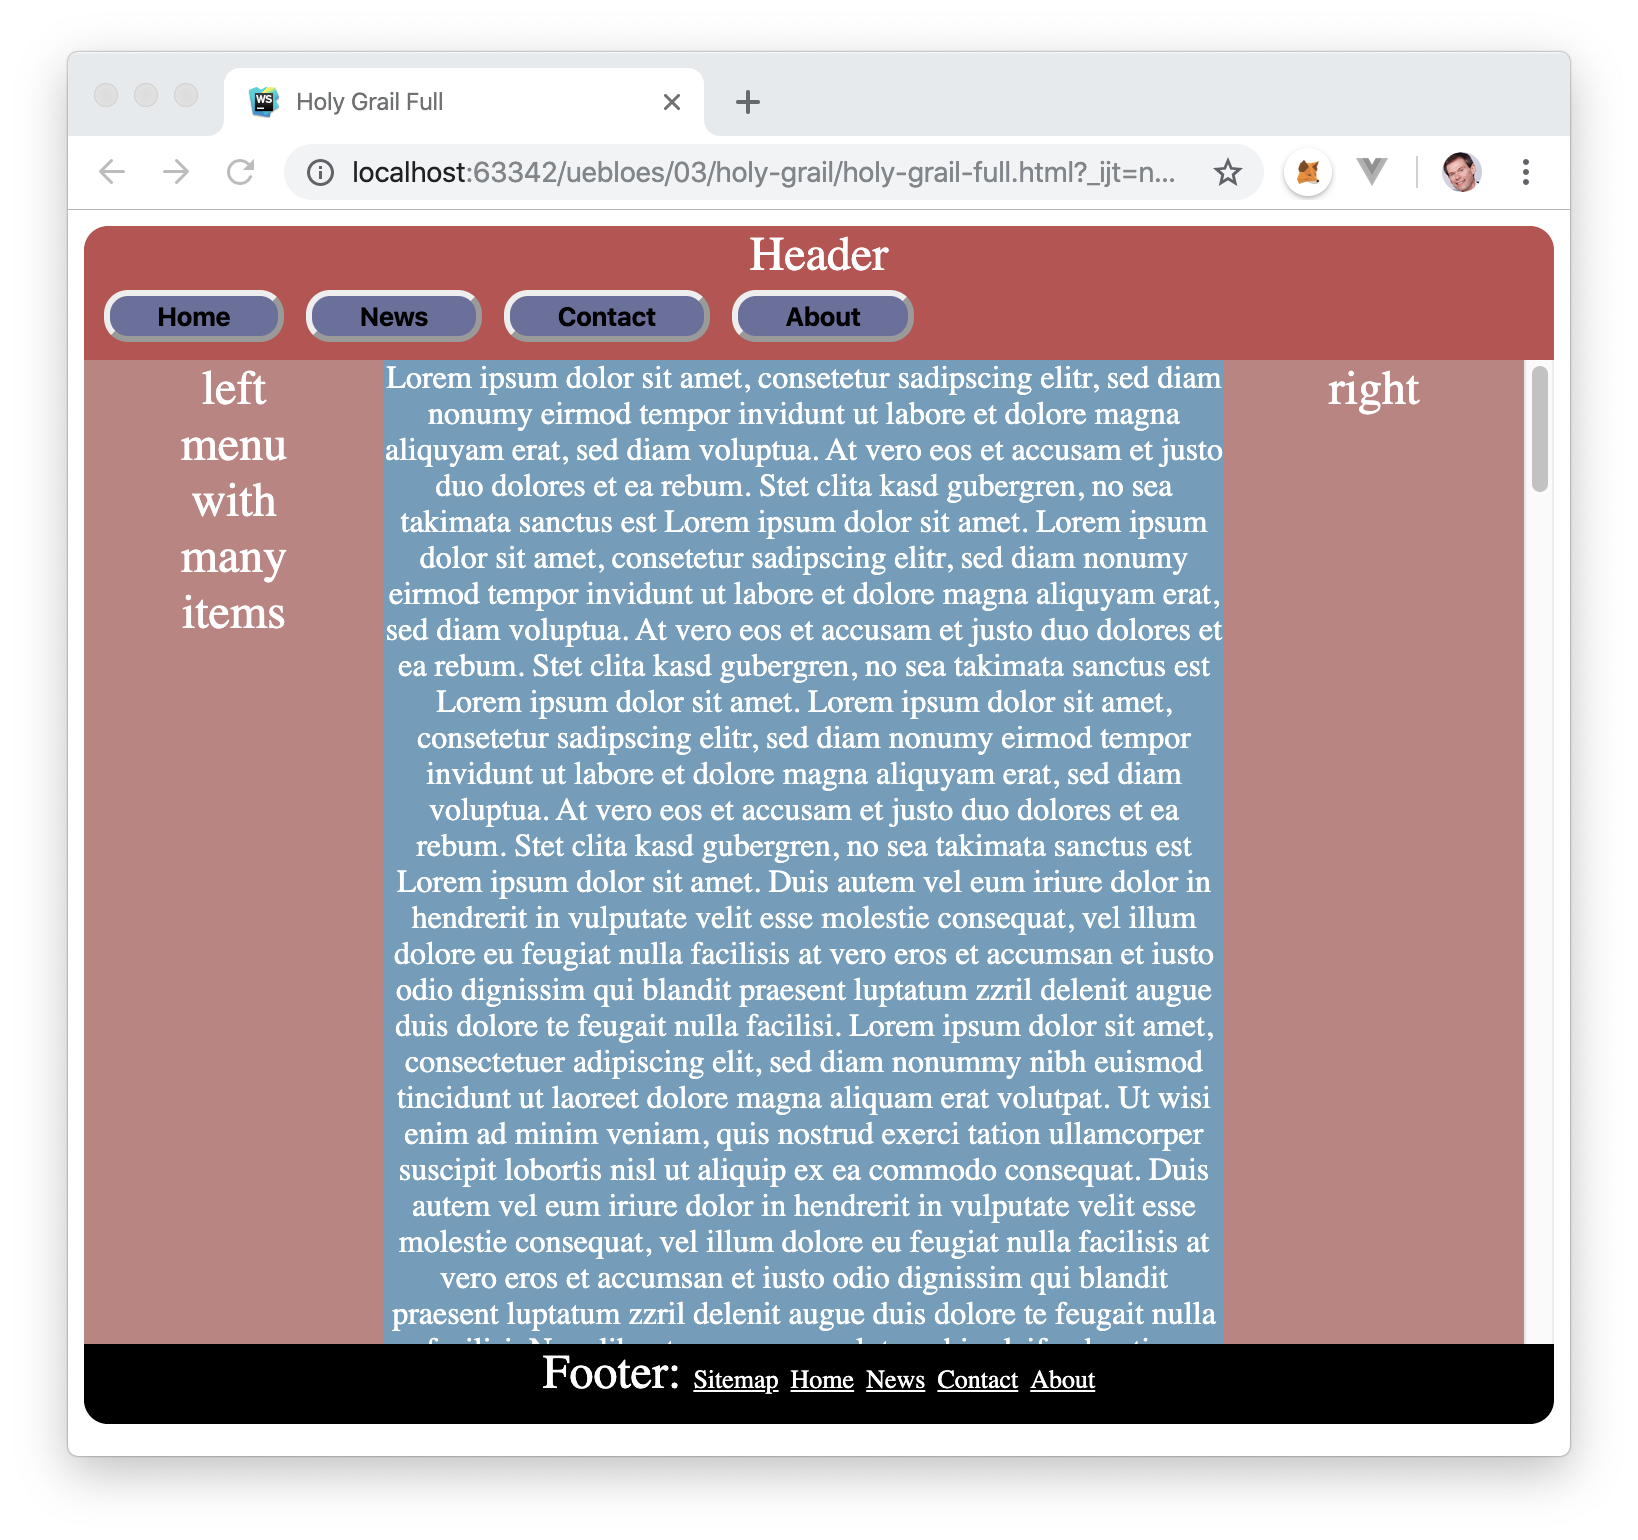 WS
Holy Grail Full
localhost:63342/uebloes/03/holy-grail/holy-grail-full.html?_ijt=n...
Header
Home News Contact About
left
menu
with
many
items
Lorem ipsum dolor sit amet, consetetur sadipscing elitr, sed diam
nonumy eirmod tempor invidunt ut labore et dolore magna
aliquyam erat, sed diam voluptua. At vero eos et accusam et justo
duo dolores et ea rebum. Stet clita kasd gubergren, no sea
takimata sanctus est Lorem ipsum dolor sit amet. Lorem ipsum
dolor sit amet, consetetur sadipscing elitr, sed diam nonumy
eirmod tempor invidunt ut labore et dolore magna aliquyam erat,
sed diam voluptua. At vero eos et accusam et justo duo dolores et
ea rebum. Stet clita kasd gubergren, no sea takimata sanctus est
Lorem ipsum dolor sit amet. Lorem ipsum dolor sit amet,
consetetur sadipscing elitr, sed diam nonumy eirmod tempor
invidunt ut labore et dolore magna aliquyam erat, sed diam
voluptua. At vero eos et accusam et justo duo dolores et ea
rebum. Stet clita kasd gubergren, no sea takimata sanctus est
Lorem ipsum dolor sit amet. Duis autem vel eum iriure dolor in
hendrerit in vulputate velit esse molestie consequat, vel illum
dolore eu feugiat nulla facilisis at vero eros et accumsan et iusto
odio dignissim qui blandit praesent luptatum zzril delenit augue
duis dolore te feugait nulla facilisi. Lorem ipsum dolor sit amet,
consectetuer adipiscing elit, sed diam nonummy nibh euismod
tincidunt ut laoreet dolore magna aliquam erat volutpat. Ut wisi
enim ad minim veniam, quis nostrud exerci tation ullamcorper
suscipit lobortis nisl ut aliquip ex ea commodo consequat. Duis
autem vel eum iriure dolor in hendrerit in vulputate velit esse
molestie consequat, vel illum dolore eu feugiat nulla facilisis at
vero eros et accumsan et iusto odio dignissim qui blandit
praesent luptatum zzril delenit augue duis dolore te feugait nulla
right
Footer: Sitemap Home News Contact About